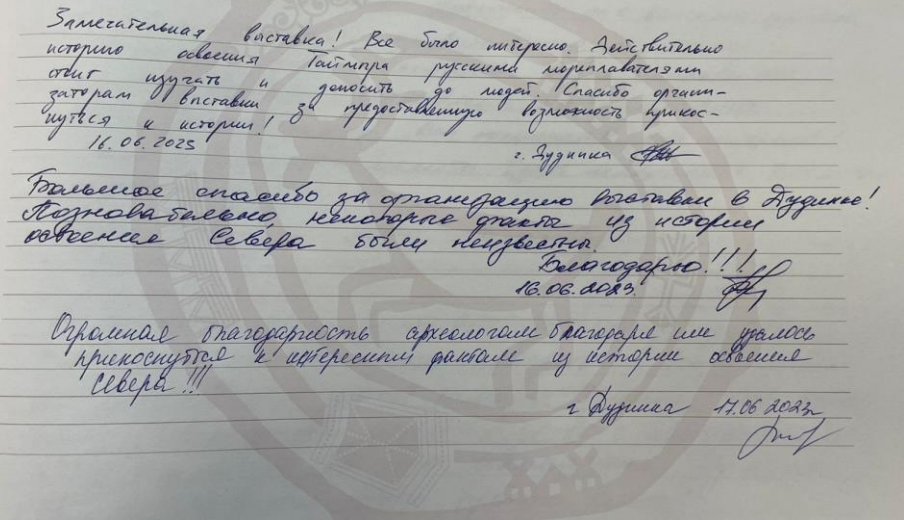 Замечательная выставка! Все было интересно. Действительно
историю освоения Таймыра русскими мореплавателями
стоит изучать и доносить до людей. Спасибо органи-
заторам выставки за предоставленную возможность прикос-
нуться к истории!
16.06.2023 г. Дудинка
Большое спасибо за организацию выставки в Дудинке!
Познавательно, некоторые факты из истории
освоения Севера были неизвестны.
Благодарю!!!
16.06.2023.
Огромная благодарность археологам благодаря им удалось
прикоснуться к интересным фактам из истории освоения
Севера!!!
г Дудинка 17.06 2023г